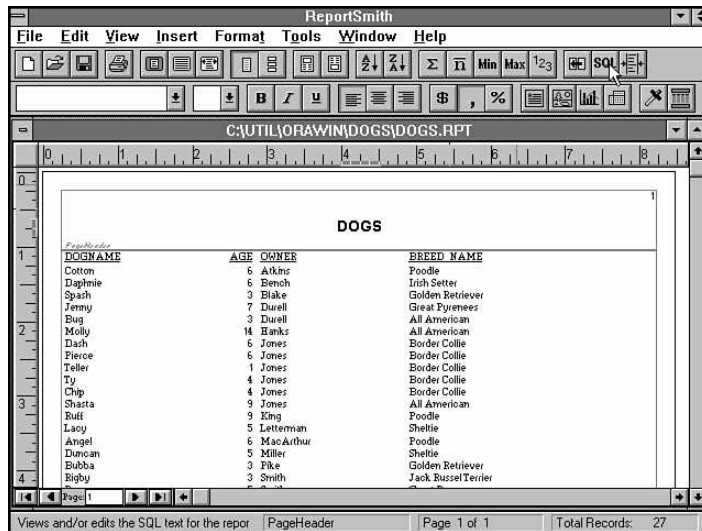 ReportSmith
File Edit View Insert Format Tools Window Help
Σ n Min Max 123 SQL
B I U $ , %
C:\UTIL\ORAWIN\DOGS\DOGS.RPT
0 1 2 3 4 5 6 7 8
0
1
DOGS
PageHeader
1
DOGNAME AGE OWNER BREED NAME
Cotton 6 Atkins Poodle
Daphnie 6 Bench Irish Setter
Spash 3 Blake Golden Retriever
Jenny 7 Durell Great Pyrenees
Bug 3 Durell All American
2
Molly 14 Hanks All American
Dash 6 Jones Border Collie
Pierce 6 Jones Border Collie
Teller 1 Jones Border Collie
Ty 4 Jones Border Collie
Chip 4 Jones Border Collie
3
Shasta 9 Jones All American
Ruff 9 King Poodle
Lacy 5 Letterman Sheltie
Angel 6 MacArthur Poodle
Duncan 5 Miller Sheltie
Bubba 3 Pike Golden Retriever
4
Rigby 3 Smith Jack Russel Terrier
Page: 1
Views and/or edits the SQL text for the repor PageHeader Page 1 of 1 Total Records: 27